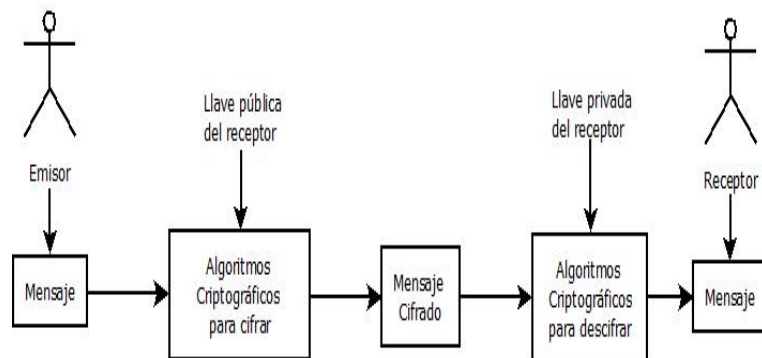 Emisor
Mensaje
Llave pública
del receptor
Algoritmos
Criptográficos
para cifrar
Mensaje
Cifrado
Llave privada
del receptor
Algoritmos
Criptográficos
para descifrar
Receptor
Mensaje